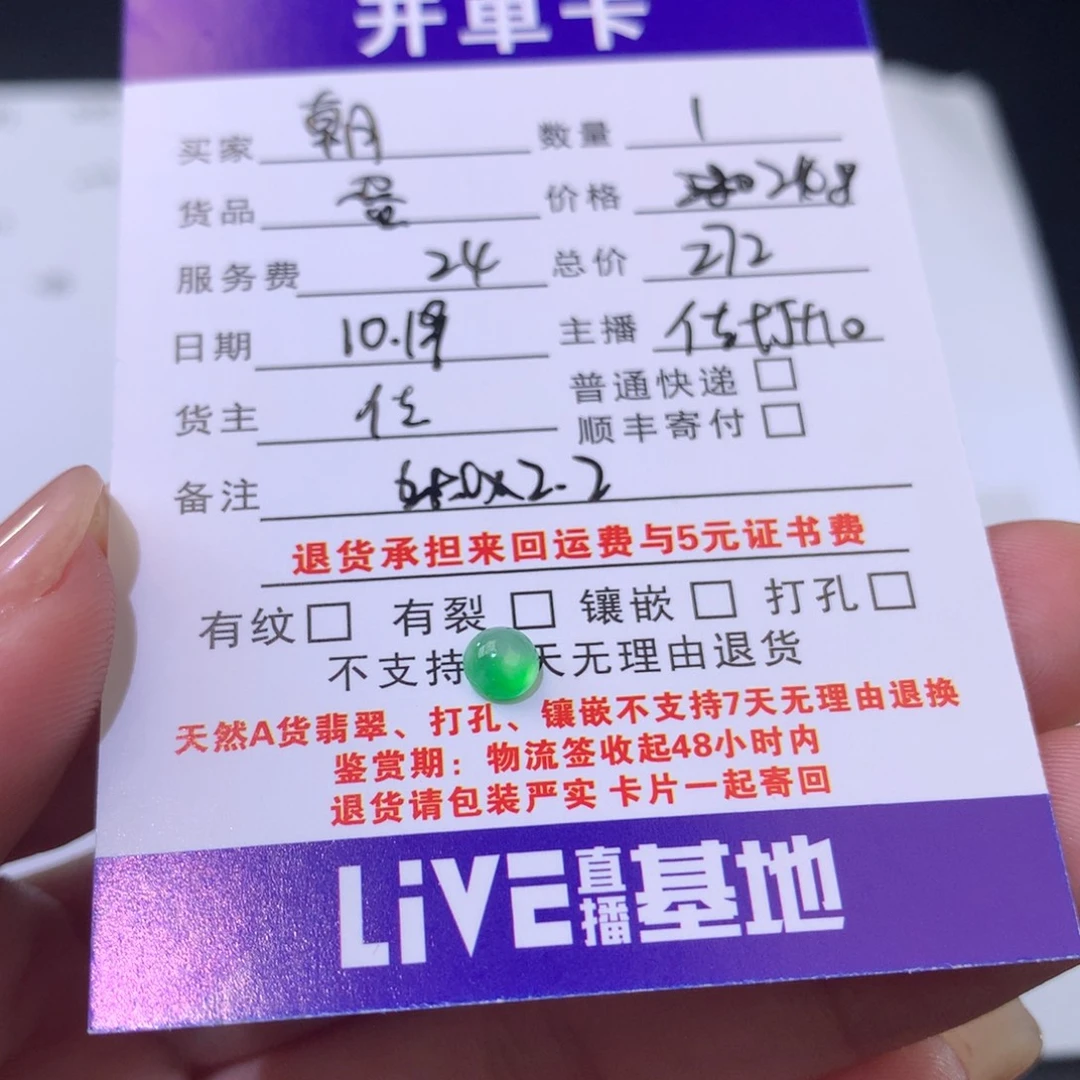 开单卡
买家 朝 数量 1
货品 蛋 价格 248
服务费 24 总价 272
日期 10.19 主播
货主 普通快递
顺丰寄付
备注
退货承担来回运费与5元证书费
有纹 有裂 镶嵌 打孔
不支持 天无理由退货
天然A货翡翠、打孔、镶嵌不支持7天无理由退换
鉴赏期：物流签收起48小时内
退货请包装严实 卡片一起寄回
LiVE直播基地